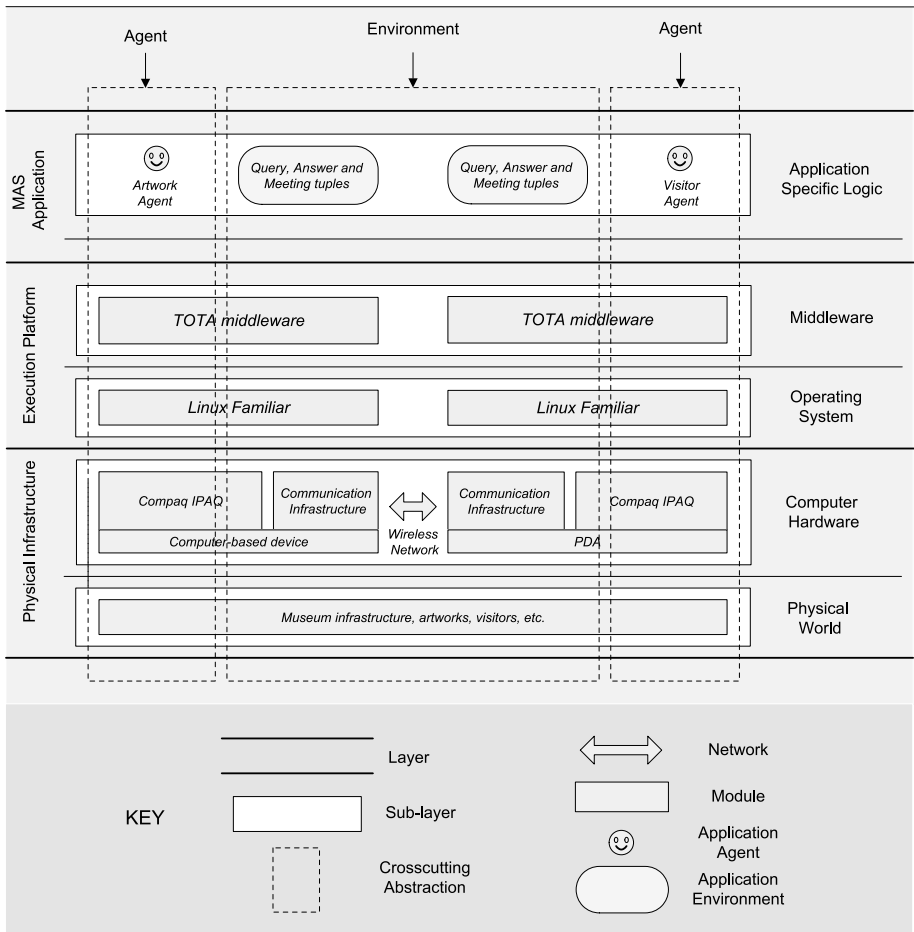 Agent
Environment
Agent
MAS
Application
Artwork
Agent
Query, Answer and
Meeting tuples
Query, Answer and
Meeting tuples
Visitor
Agent
Application
Specific Logic
Execution Platform
TOTA middleware
TOTA middleware
Middleware
Linux Familiar
Linux Familiar
Operating
System
Physical Infrastructure
Compaq IPAQ
Communication
Infrastructure
Wireless
Network
Communication
Infrastructure
Compaq IPAQ
Computer-based device
PDA
Computer
Hardware
Museum infrastructure, artworks, visitors, etc.
Physical
World
KEY
Layer
Sub-layer
Crosscutting
Abstraction
Network
Module
Application
Agent
Application
Environment